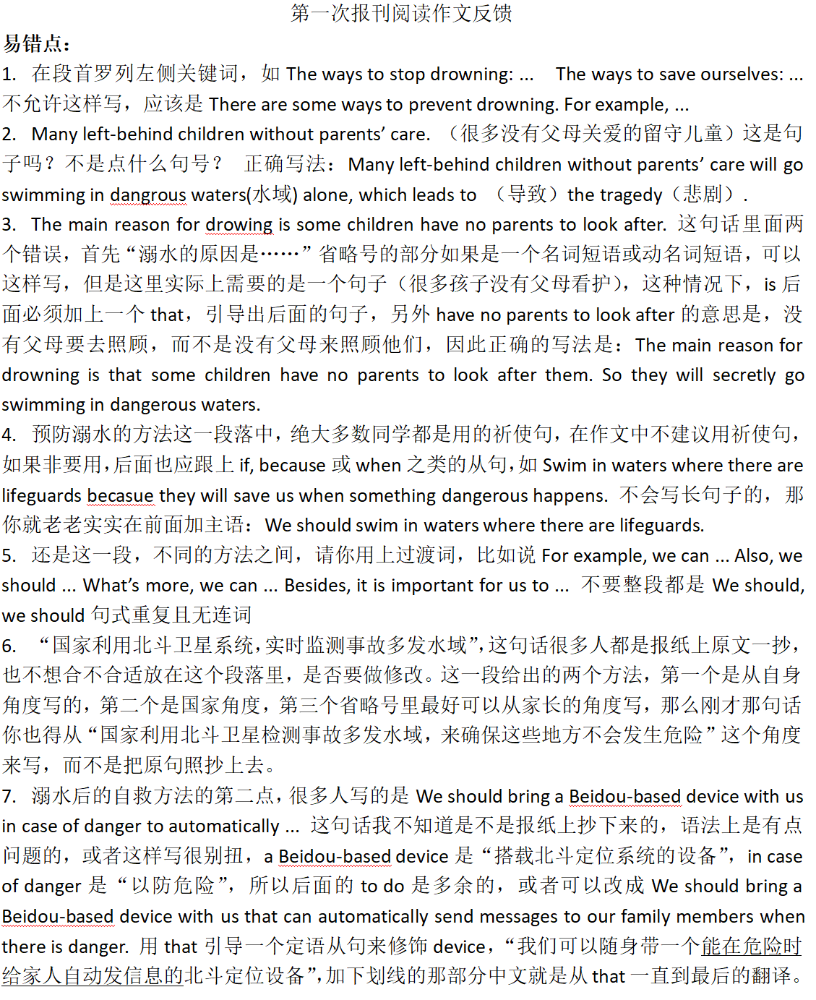 第一次报刊阅读作文反馈
易错点：
1. 在段首罗列左侧关键词，如 The ways to stop drowning: ... The ways to save ourselves: ...
不允许这样写，应该是 There are some ways to prevent drowning. For example, ...
2. Many left-behind children without parents’ care. （很多没有父母关爱的留守儿童）这是句
子吗？不是点什么句号？ 正确写法：Many left-behind children without parents’ care will go
swimming in dangrous waters(水域) alone, which leads to （导致）the tragedy（悲剧）.
3. The main reason for drowing is some children have no parents to look after. 这句话里面两
个错误，首先“溺水的原因是……”省略号的部分如果是一个名词短语或动名词短语，可以
这样写，但是这里实际上需要的是一个句子（很多孩子没有父母看护），这种情况下，is 后
面必须加上一个 that，引导出后面的句子，另外 have no parents to look after 的意思是，没
有父母要去照顾，而不是没有父母来照顾他们，因此正确的写法是：The main reason for
drowning is that some children have no parents to look after them. So they will secretly go
swimming in dangerous waters.
4. 预防溺水的方法这一段落中，绝大多数同学都是用的祈使句，在作文中不建议用祈使句，
如果非要用，后面也应跟上 if, because 或 when 之类的从句，如 Swim in waters where there are
lifeguards becasue they will save us when something dangerous happens. 不会写长句子的，那
你就老老实实在前面加主语：We should swim in waters where there are lifeguards.
5. 还是这一段，不同的方法之间，请你用上过渡词，比如说 For example, we can ... Also, we
should ... What’s more, we can ... Besides, it is important for us to ... 不要整段都是 We should,
we should 句式重复且无连词
6. “国家利用北斗卫星系统，实时监测事故多发水域”，这句话很多人都是报纸上原文一抄，
也不想合不合适放在这个段落里，是否要做修改。这一段给出的两个方法，第一个是从自身
角度写的，第二个是国家角度，第三个省略号里最好可以从家长的角度写，那么刚才那句话
你也得从“国家利用北斗卫星检测事故多发水域，来确保这些地方不会发生危险”这个角度
来写，而不是把原句照抄上去。
7. 溺水后的自救方法的第二点，很多人写的是 We should bring a Beidou-based device with us
in case of danger to automatically ... 这句话我不知道是不是报纸上抄下来的，语法上是有点
问题的，或者这样写很别扭，a Beidou-based device 是“搭载北斗定位系统的设备”，in case
of danger 是“以防危险”，所以后面的 to do 是多余的，或者可以改成 We should bring a
Beidou-based device with us that can automatically send messages to our family members when
there is danger. 用 that 引导一个定语从句来修饰 device，“我们可以随身带一个能在危险时
给家人自动发信息的北斗定位设备”，加下划线的那部分中文就是从 that 一直到最后的翻译。